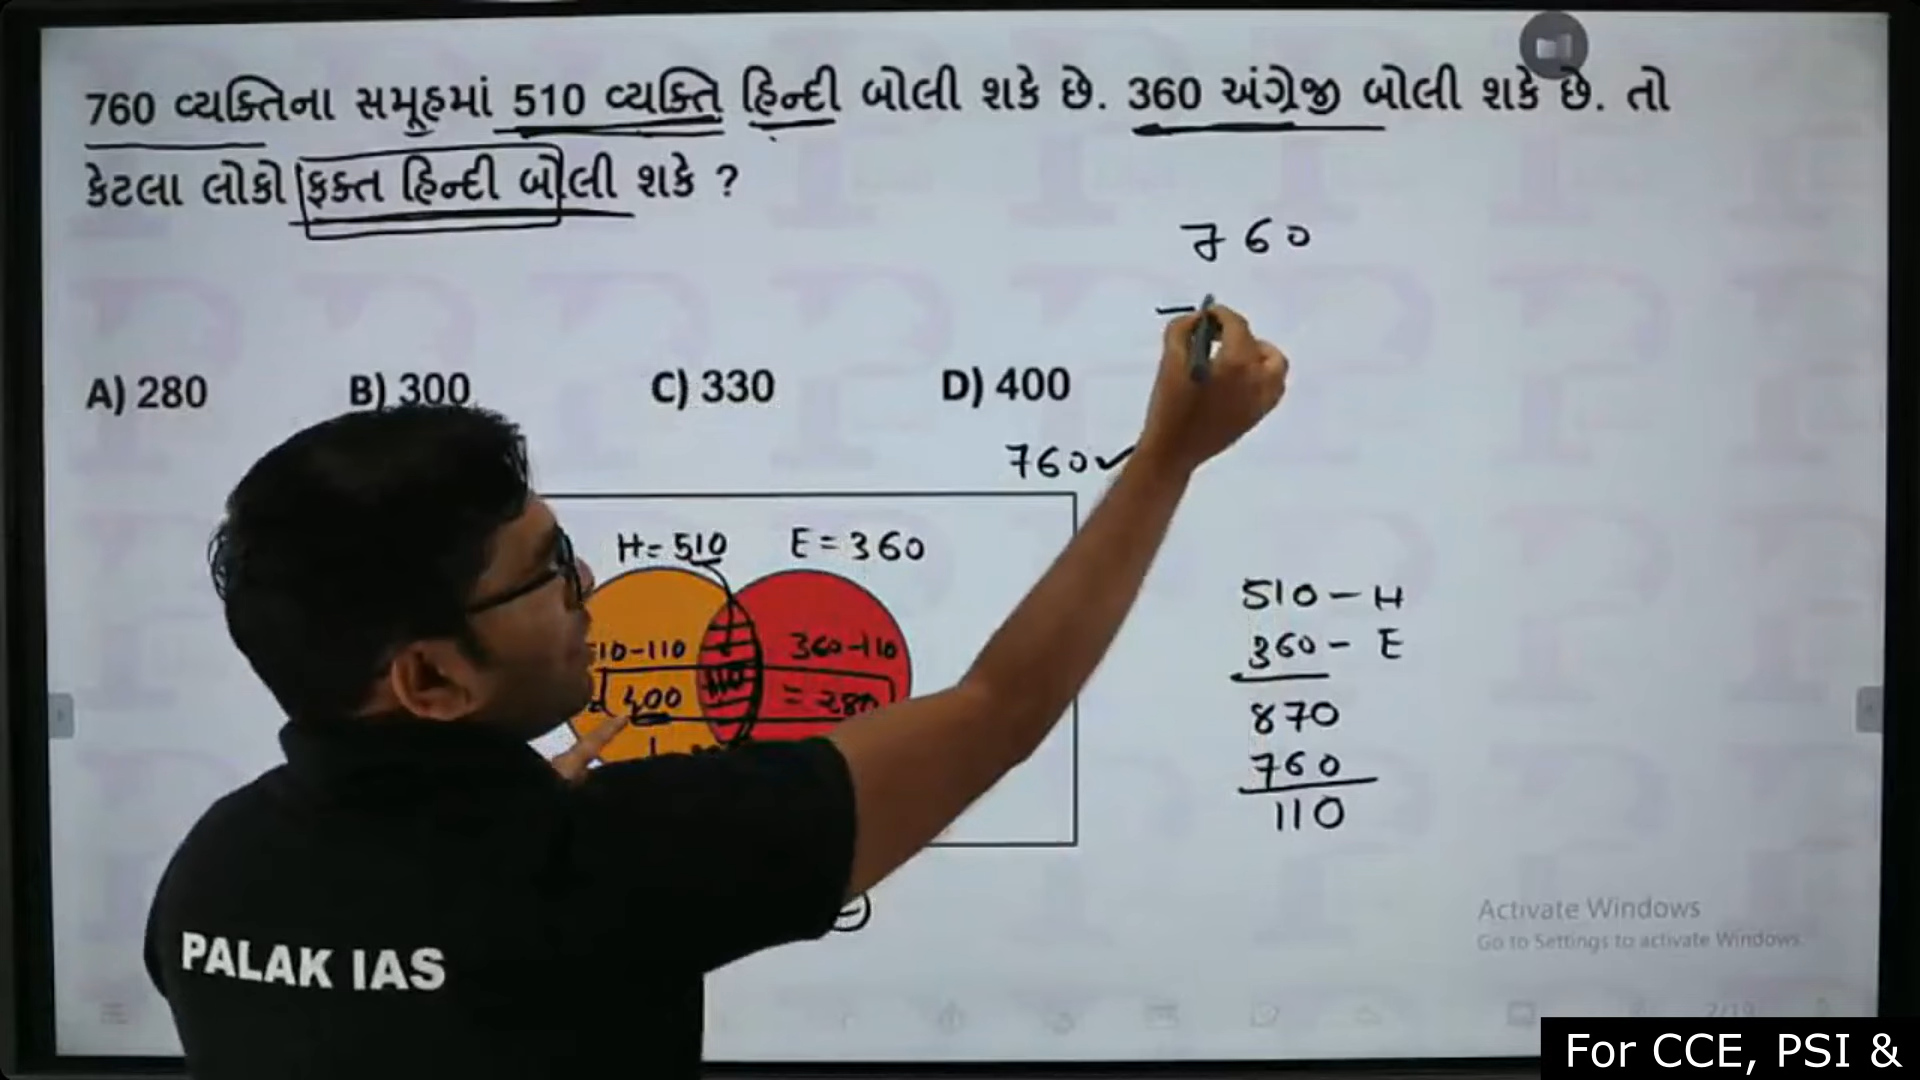 760 વ્યક્તિના સમૂહમાં 510 વ્યક્તિ હિન્દી બોલી શકે છે. 360 અંગ્રેજી બોલી શકે છે. તો
કેટલા લોકો ફક્ત હિન્દી બોલી શકે ?
760
A) 280 B) 300 C) 330 D) 400
760
H = 510 E = 360
10-110 360-110
400 110 = 280
510 - H
360 - E
870
760
110
PALAK IAS
Activate Windows
Go to Settings to activate Windows.
For CCE, PSI &